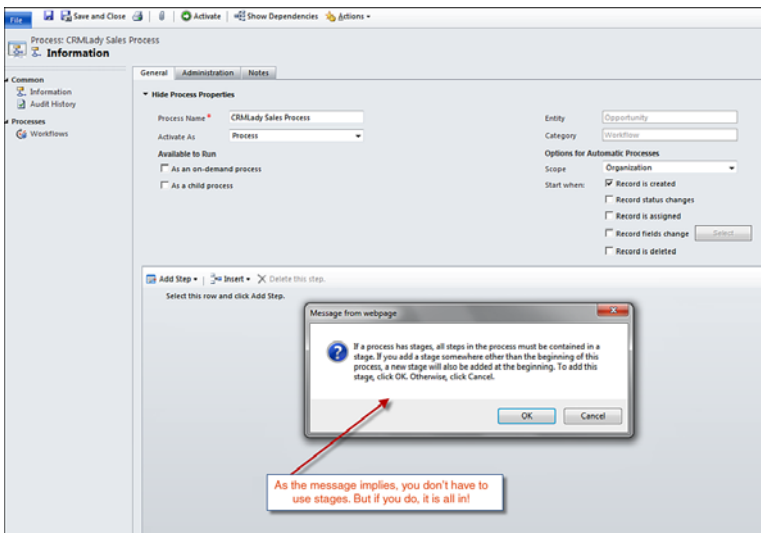 File Save and Close Activate Show Dependencies Actions
Process: CRMLady Sales Process
Information
Common
Information
Audit History
Processes
Workflows
General Administration Notes
Hide Process Properties
Process Name * CRMLady Sales Process
Activate As Process
Available to Run
As an on-demand process
As a child process
Entity Opportunity
Category Workflow
Options for Automatic Processes
Scope Organization
Start when: Record is created
Record status changes
Record is assigned
Record fields change Select
Record is deleted
Add Step Insert Delete this step.
Select this row and click Add Step.
Message from webpage
If a process has stages, all steps in the process must be contained in a
stage. If you add a stage somewhere other than the beginning of this
process, a new stage will also be added at the beginning. To add this
stage, click OK. Otherwise, click Cancel.
OK Cancel
As the message implies, you don't have to
use stages. But if you do, it is all in!